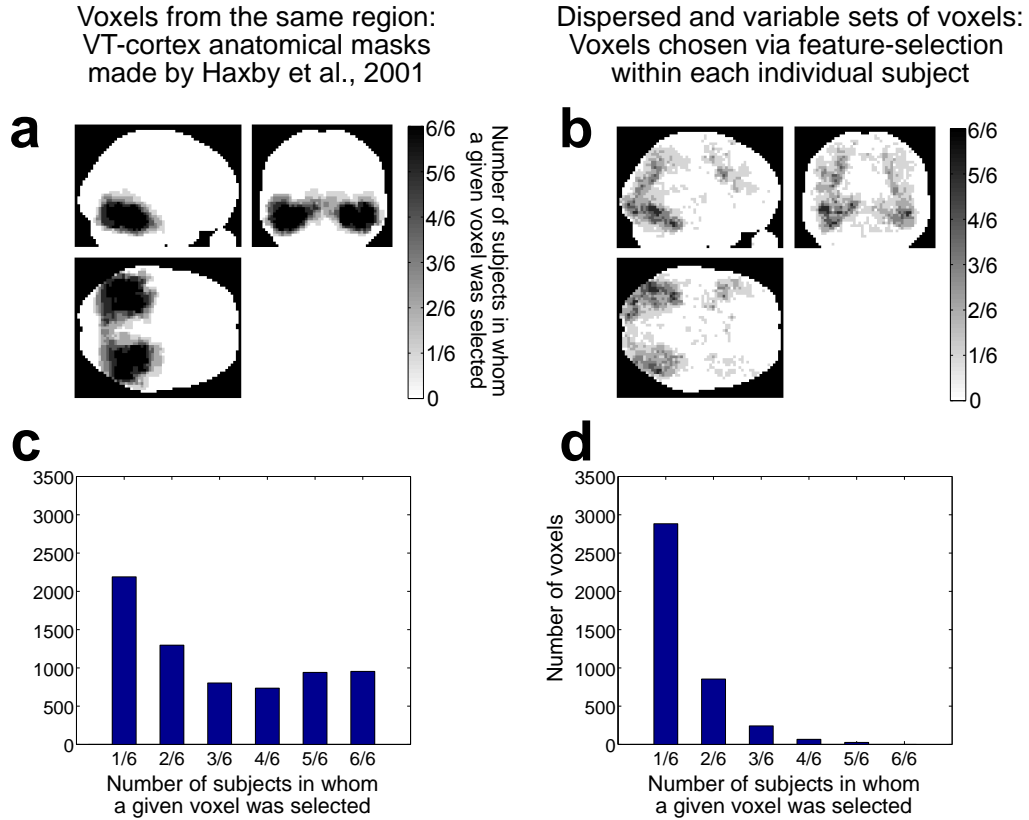 Voxels from the same region:
VT-cortex anatomical masks
made by Haxby et al., 2001
Dispersed and variable sets of voxels:
Voxels chosen via feature-selection
within each individual subject
a
6/6
5/6
4/6
3/6
2/6
1/6
0
Number of subjects in whom
a given voxel was selected
b
6/6
5/6
4/6
3/6
2/6
1/6
0
c
3500
3000
2500
2000
1500
1000
500
0
1/6 2/6 3/6 4/6 5/6 6/6
Number of subjects in whom
a given voxel was selected
d
Number of voxels
3500
3000
2500
2000
1500
1000
500
0
1/6 2/6 3/6 4/6 5/6 6/6
Number of subjects in whom
a given voxel was selected